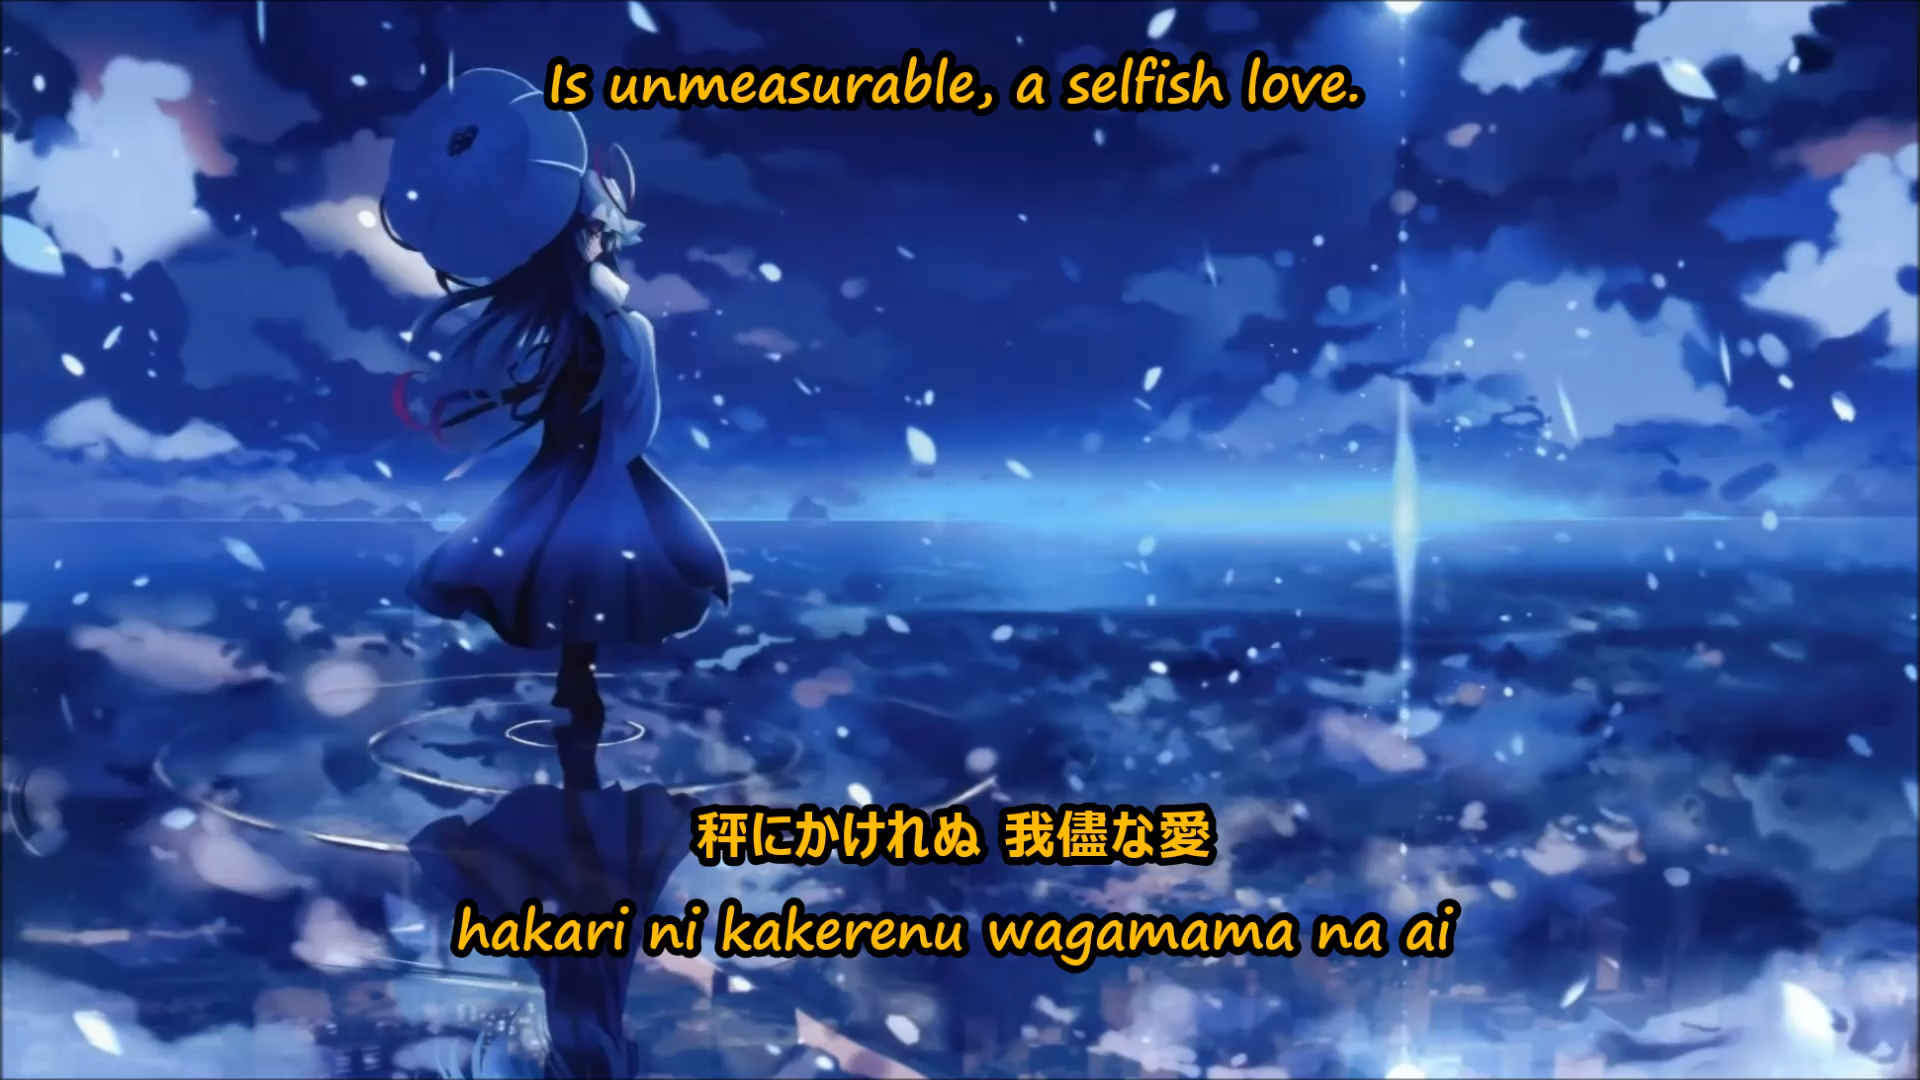 Is unmeasurable, a selfish love.
秤にかけれぬ 我儘な愛
hakari ni kakerenu wagamama na ai